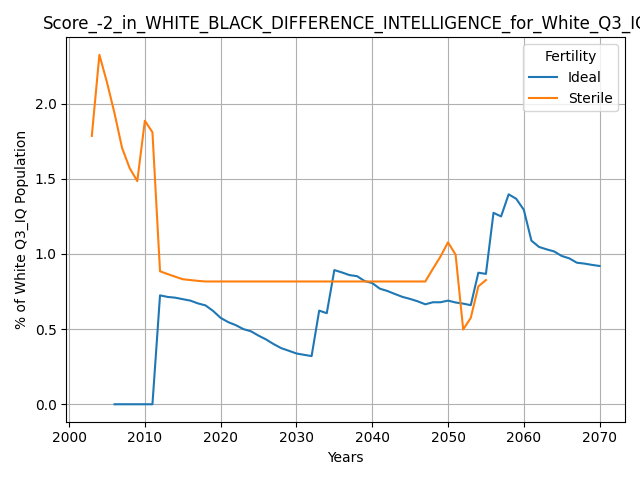 Score_-2_in_WHITE_BLACK_DIFFERENCE_INTELLIGENCE_for_White_Q3_IQ
Fertility
Ideal
Sterile
% of White Q3_IQ Population
2.0
1.5
1.0
0.5
0.0
2000 2010 2020 2030 2040 2050 2060 2070
Years